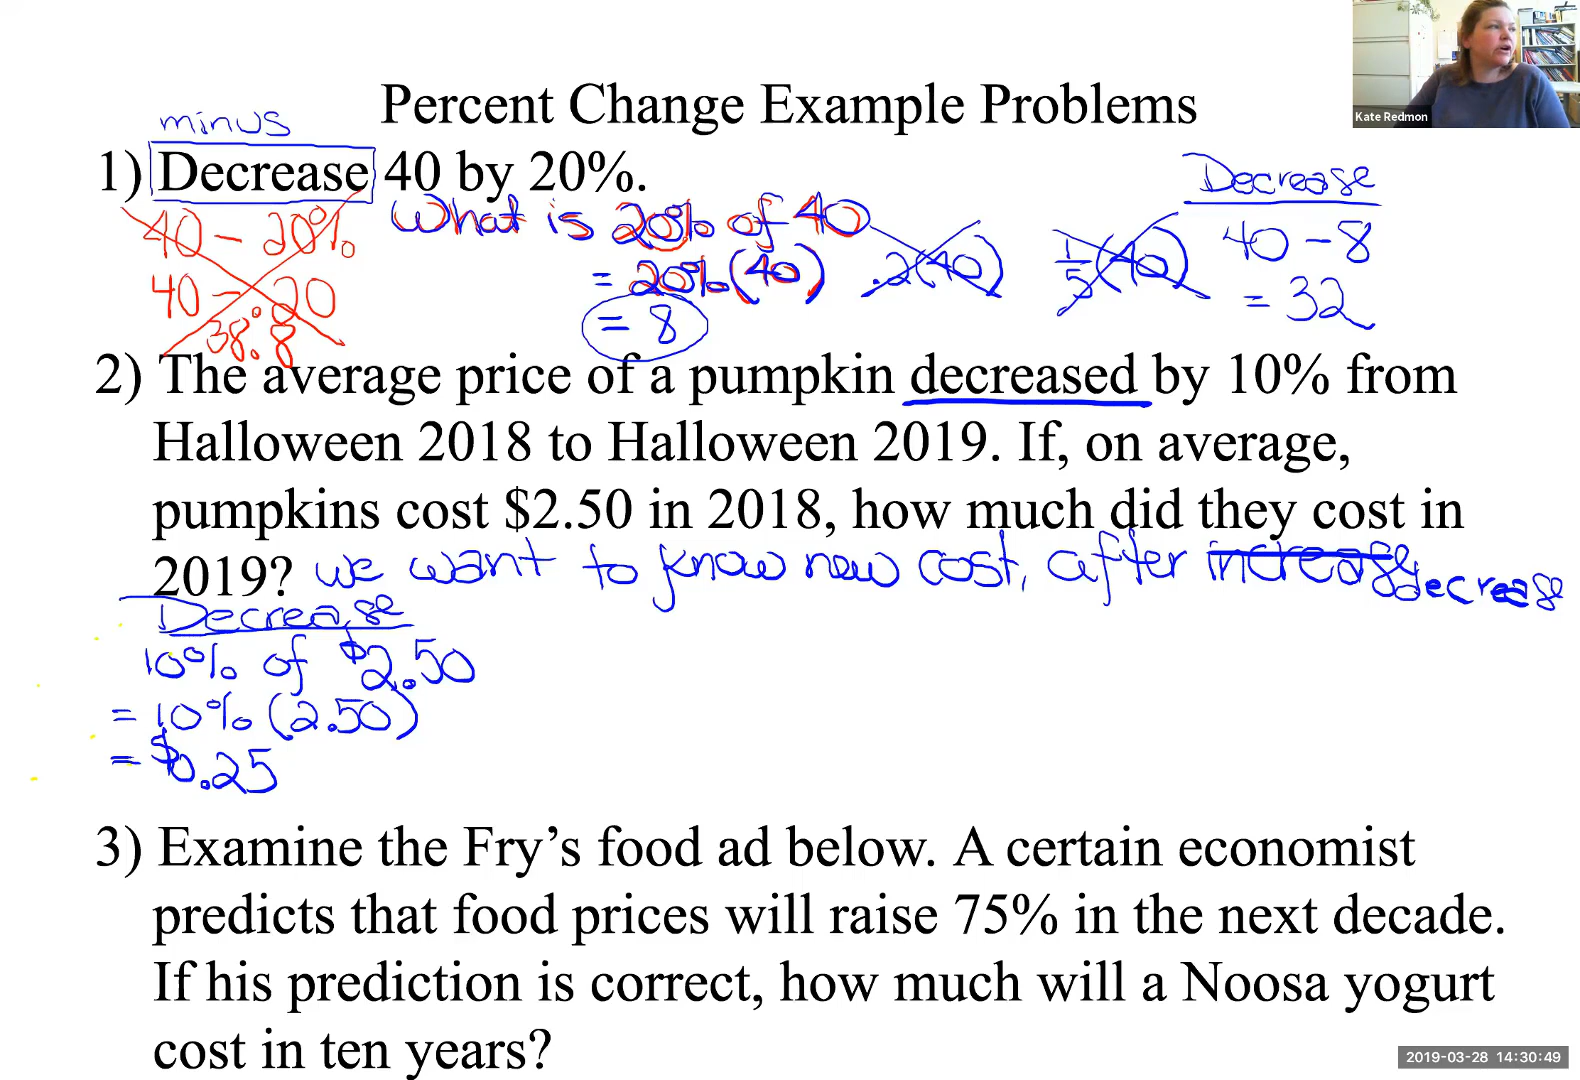 Kate Redmon
Percent Change Example Problems
minus
1) Decrease 40 by 20%.
40 - 20%
40 - 20
38.8
What is 20% of 40
= 20% (40)
= 8
.2(40)
1/5 (40)
Decrease
40 - 8
= 32
2) The average price of a pumpkin decreased by 10% from
Halloween 2018 to Halloween 2019. If, on average,
pumpkins cost $2.50 in 2018, how much did they cost in
2019? we want to know new cost, after increase decrease
Decrease
10% of $2.50
= 10% (2.50)
= $0.25
3) Examine the Fry’s food ad below. A certain economist
predicts that food prices will raise 75% in the next decade.
If his prediction is correct, how much will a Noosa yogurt
cost in ten years?
2019-03-28 14:30:49